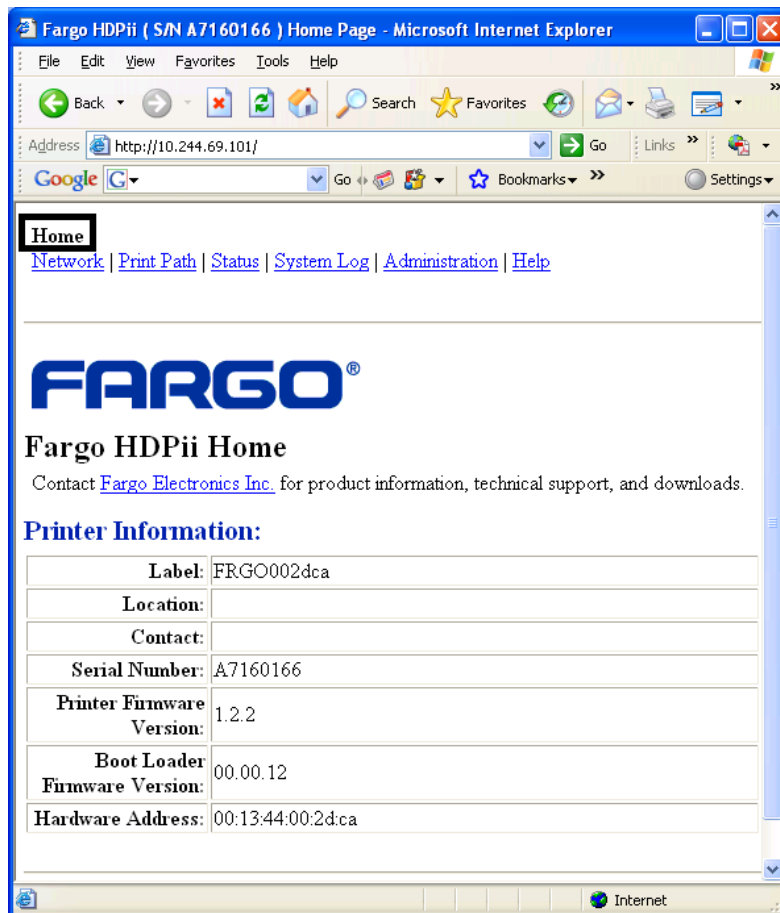 Fargo HDPii ( S/N A7160166 ) Home Page - Microsoft Internet Explorer
File Edit View Favorites Tools Help
Back Search Favorites »
Address http://10.244.69.101/ Go Links »
Google G Go Bookmarks » Settings
Home
Network | Print Path | Status | System Log | Administration | Help
FARGO®
Fargo HDPii Home
Contact Fargo Electronics Inc. for product information, technical support, and downloads.
Printer Information:
Label: FRGO002dca
Location:
Contact:
Serial Number: A7160166
Printer Firmware
Version: 1.2.2
Boot Loader
Firmware Version: 00.00.12
Hardware Address: 00:13:44:00:2d:ca
Internet